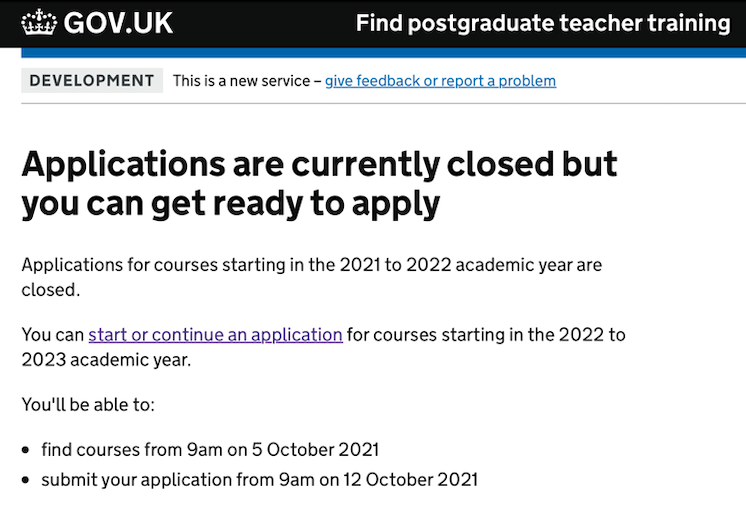 GOV.UK
Find postgraduate teacher training
DEVELOPMENT
This is a new service – give feedback or report a problem
Applications are currently closed but
you can get ready to apply
Applications for courses starting in the 2021 to 2022 academic year are
closed.
You can start or continue an application for courses starting in the 2022 to
2023 academic year.
You'll be able to:
• find courses from 9am on 5 October 2021
• submit your application from 9am on 12 October 2021